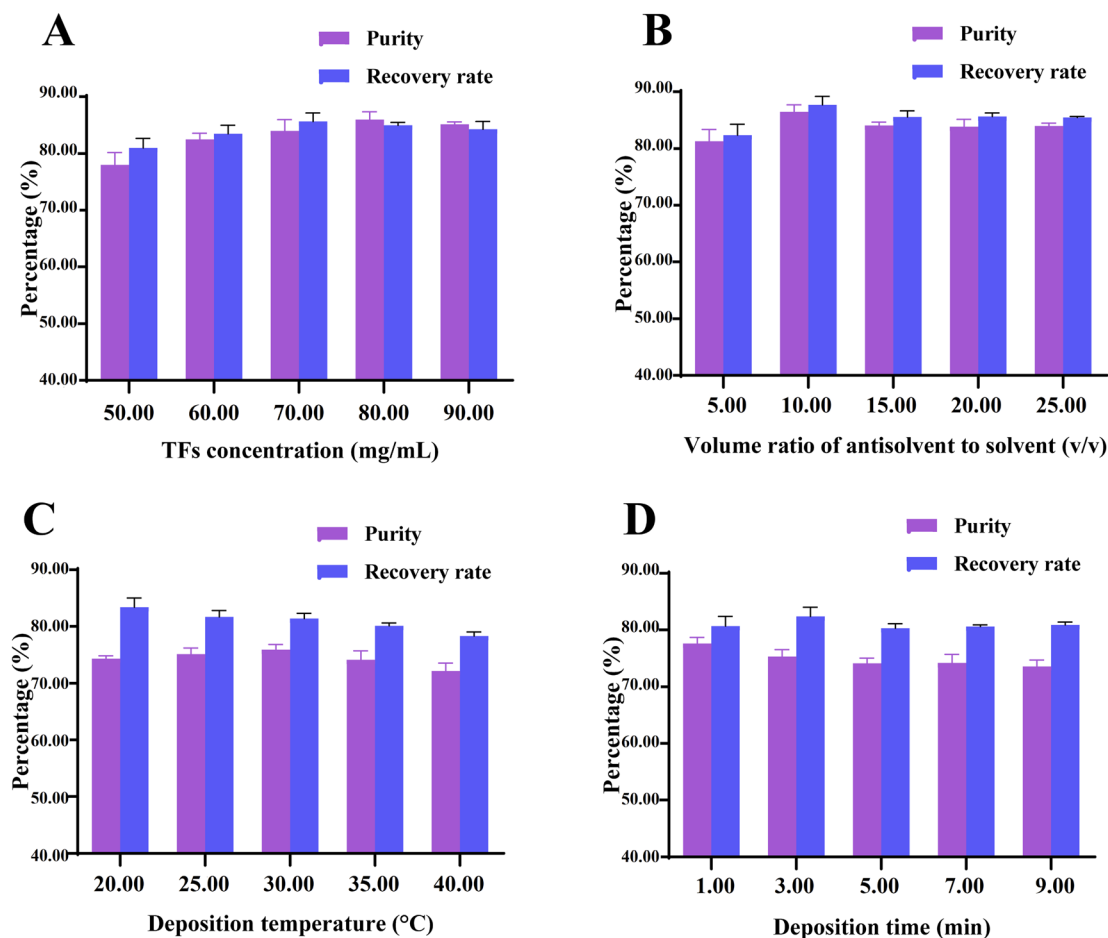 A
Purity
Recovery rate
Percentage (%)
90.00
80.00
70.00
60.00
50.00
40.00
50.00 60.00 70.00 80.00 90.00
TFs concentration (mg/mL)
B
Purity
Recovery rate
Percentage (%)
90.00
80.00
70.00
60.00
50.00
40.00
5.00 10.00 15.00 20.00 25.00
Volume ratio of antisolvent to solvent (v/v)
C
Purity
Recovery rate
Percentage (%)
90.00
80.00
70.00
60.00
50.00
40.00
20.00 25.00 30.00 35.00 40.00
Deposition temperature (°C)
D
Purity
Recovery rate
Percentage (%)
90.00
80.00
70.00
60.00
50.00
40.00
1.00 3.00 5.00 7.00 9.00
Deposition time (min)